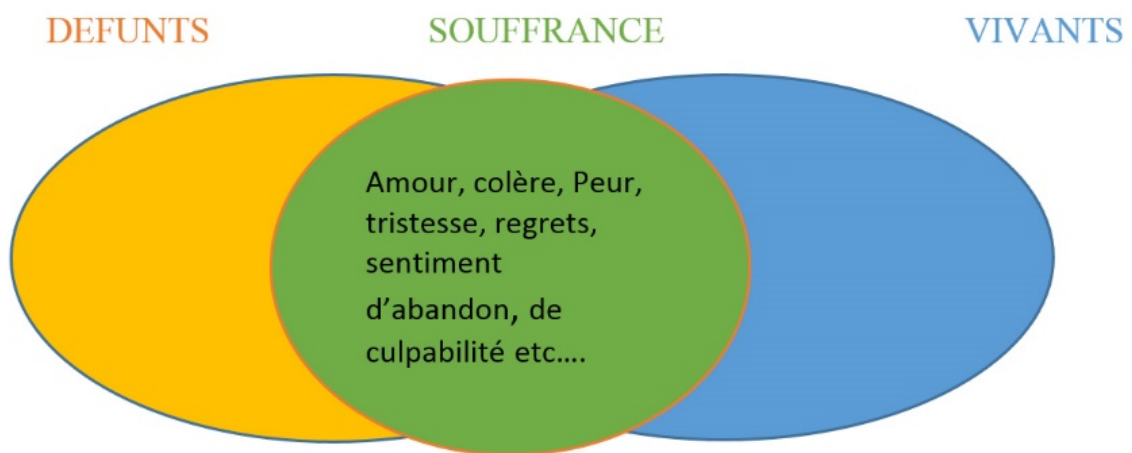 DEFUNTS
SOUFFRANCE
VIVANTS
Amour, colère, Peur,
tristesse, regrets,
sentiment
d’abandon, de
culpabilité etc….